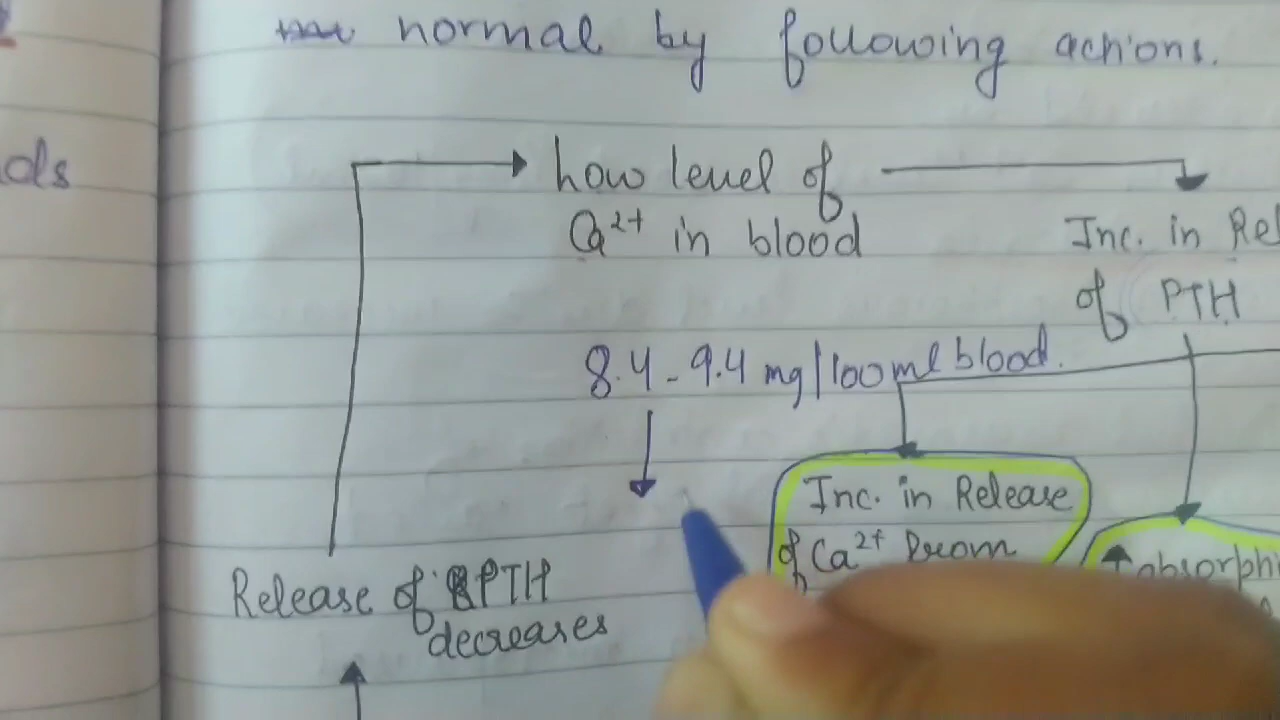 normal by following actions.
ols
Low level of
Ca²⁺ in blood
Inc. in Rel
of PTH
8.4 - 9.4 mg/100ml blood.
Inc. in Release
of Ca²⁺ From
↑ absorpti
Release of PTH
decreases